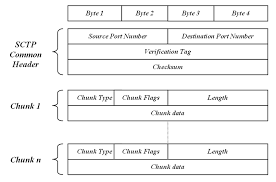 Byte 1 Byte 2 Byte 3 Byte 4
Source Port Number Destination Port Number
SCTP
Common
Header
Verification Tag
Checksum
Chunk 1
Chunk Type Chunk Flags Length
Chunk data
Chunk n
Chunk Type Chunk Flags Length
Chunk data